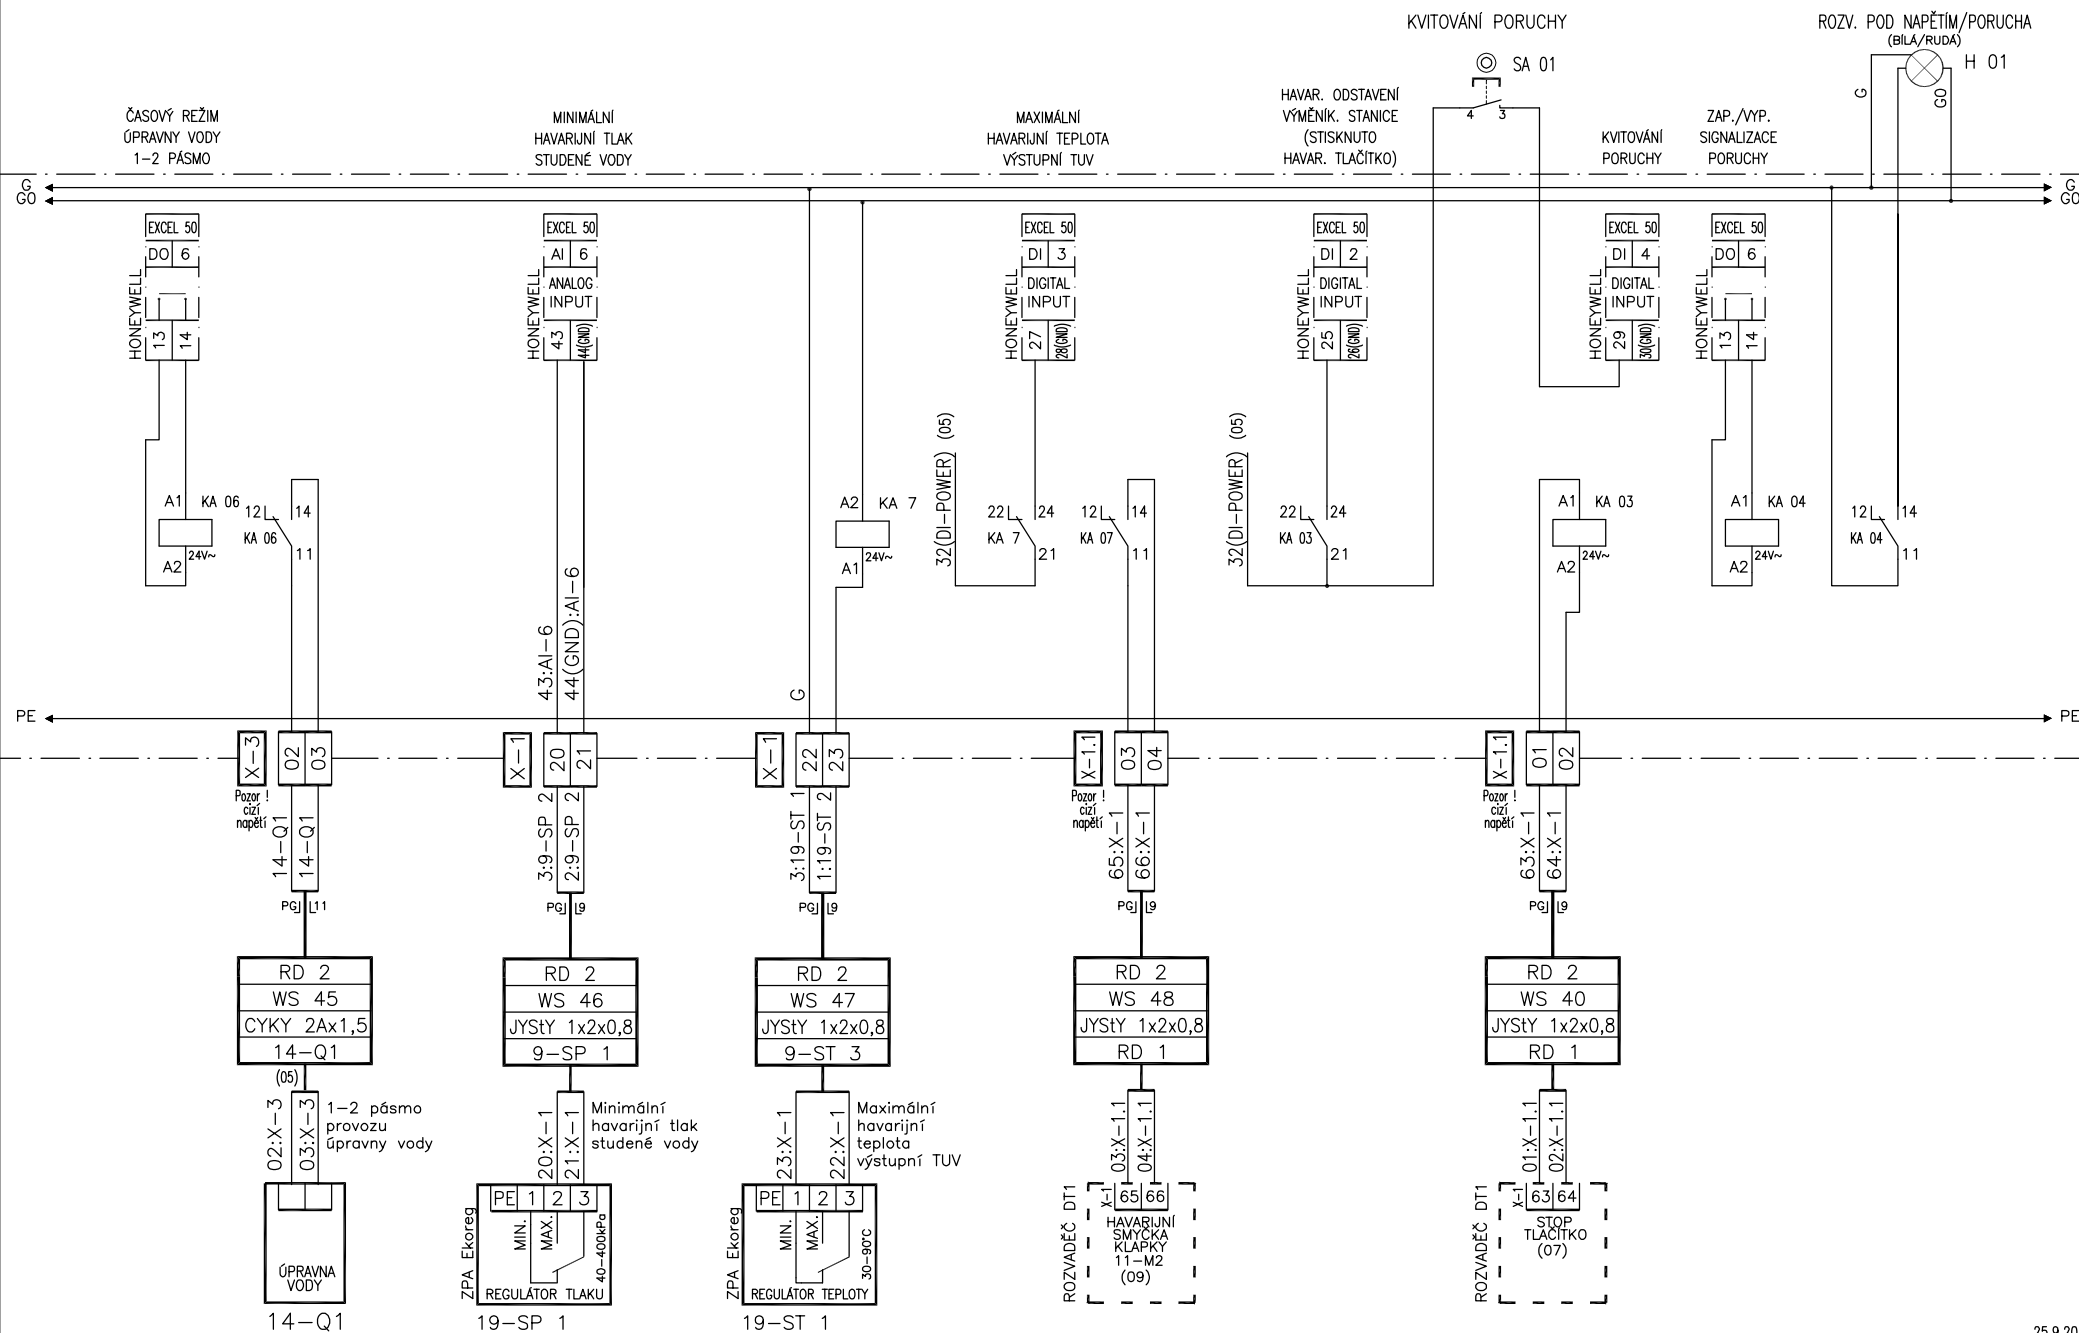 KVITOVÁNÍ PORUCHY
SA 01
4 3
ROZV. POD NAPĚTÍM/PORUCHA
(BÍLÁ/RUDÁ)
H 01
G
GO
ČASOVÝ REŽIM
ÚPRAVNY VODY
1-2 PÁSMO
MINIMÁLNÍ
HAVARIJNÍ TLAK
STUDENÉ VODY
MAXIMÁLNÍ
HAVARIJNÍ TEPLOTA
VÝSTUPNÍ TUV
HAVAR. ODSTAVENÍ
VÝMĚNÍK. STANICE
(STISKNUTO
HAVAR. TLAČÍTKO)
KVITOVÁNÍ
PORUCHY
ZAP./VYP.
SIGNALIZACE
PORUCHY
G
GO
G
GO
EXCEL 50
DO 6
HONEYWELL
13 14
EXCEL 50
AI 6
ANALOG
INPUT
HONEYWELL
43 44(GND)
EXCEL 50
DI 3
DIGITAL
INPUT
HONEYWELL
27 28(GND)
EXCEL 50
DI 2
DIGITAL
INPUT
HONEYWELL
25 26(GND)
EXCEL 50
DI 4
DIGITAL
INPUT
HONEYWELL
29 30(GND)
EXCEL 50
DO 6
HONEYWELL
13 14
A1 KA 06
24V~
A2
12 14
KA 06
11
43:AI-6
44(GND):AI-6
G
A2 KA 7
24V~
A1
32(DI-POWER) (05)
22 24
KA 7
21
12 14
KA 07
11
32(DI-POWER) (05)
22 24
KA 03
21
A1 KA 03
24V~
A2
A1 KA 04
24V~
A2
12 14
KA 04
11
PE
PE
X-3
02 03
Pozor !
cizí
napětí
14-Q1
14-Q1
PG 11
RD 2
WS 45
CYKY 2Ax1,5
14-Q1
(05)
02:X-3
03:X-3
1-2 pásmo
provozu
úpravny vody
ÚPRAVNA
VODY
14-Q1
X-1
20 21
3:9-SP 2
2:9-SP 2
PG 9
RD 2
WS 46
JYStY 1x2x0,8
9-SP 1
20:X-1
21:X-1
Minimální
havarijní tlak
studené vody
PE 1 2 3
ZPA Ekoreg
MIN.
MAX.
40-400kPa
REGULÁTOR TLAKU
19-SP 1
X-1
22 23
3:19-ST 1
1:19-ST 2
PG 9
RD 2
WS 47
JYStY 1x2x0,8
9-ST 3
23:X-1
22:X-1
Maximální
havarijní
teplota
výstupní TUV
PE 1 2 3
ZPA Ekoreg
MIN.
MAX.
30-90°C
REGULÁTOR TEPLOTY
19-ST 1
X-1.1
03 04
Pozor !
cizí
napětí
65:X-1
66:X-1
PG 9
RD 2
WS 48
JYStY 1x2x0,8
RD 1
03:X-1.1
04:X-1.1
X-1 65 66
ROZVADĚČ DT1
HAVARIJNÍ
SMYČKA
KLAPKY
11-M2
(09)
X-1.1
01 02
Pozor !
cizí
napětí
63:X-1
64:X-1
PG 9
RD 2
WS 40
JYStY 1x2x0,8
RD 1
01:X-1.1
02:X-1.1
X-1 63 64
ROZVADĚČ DT1
STOP
TLAČÍTKO
(07)